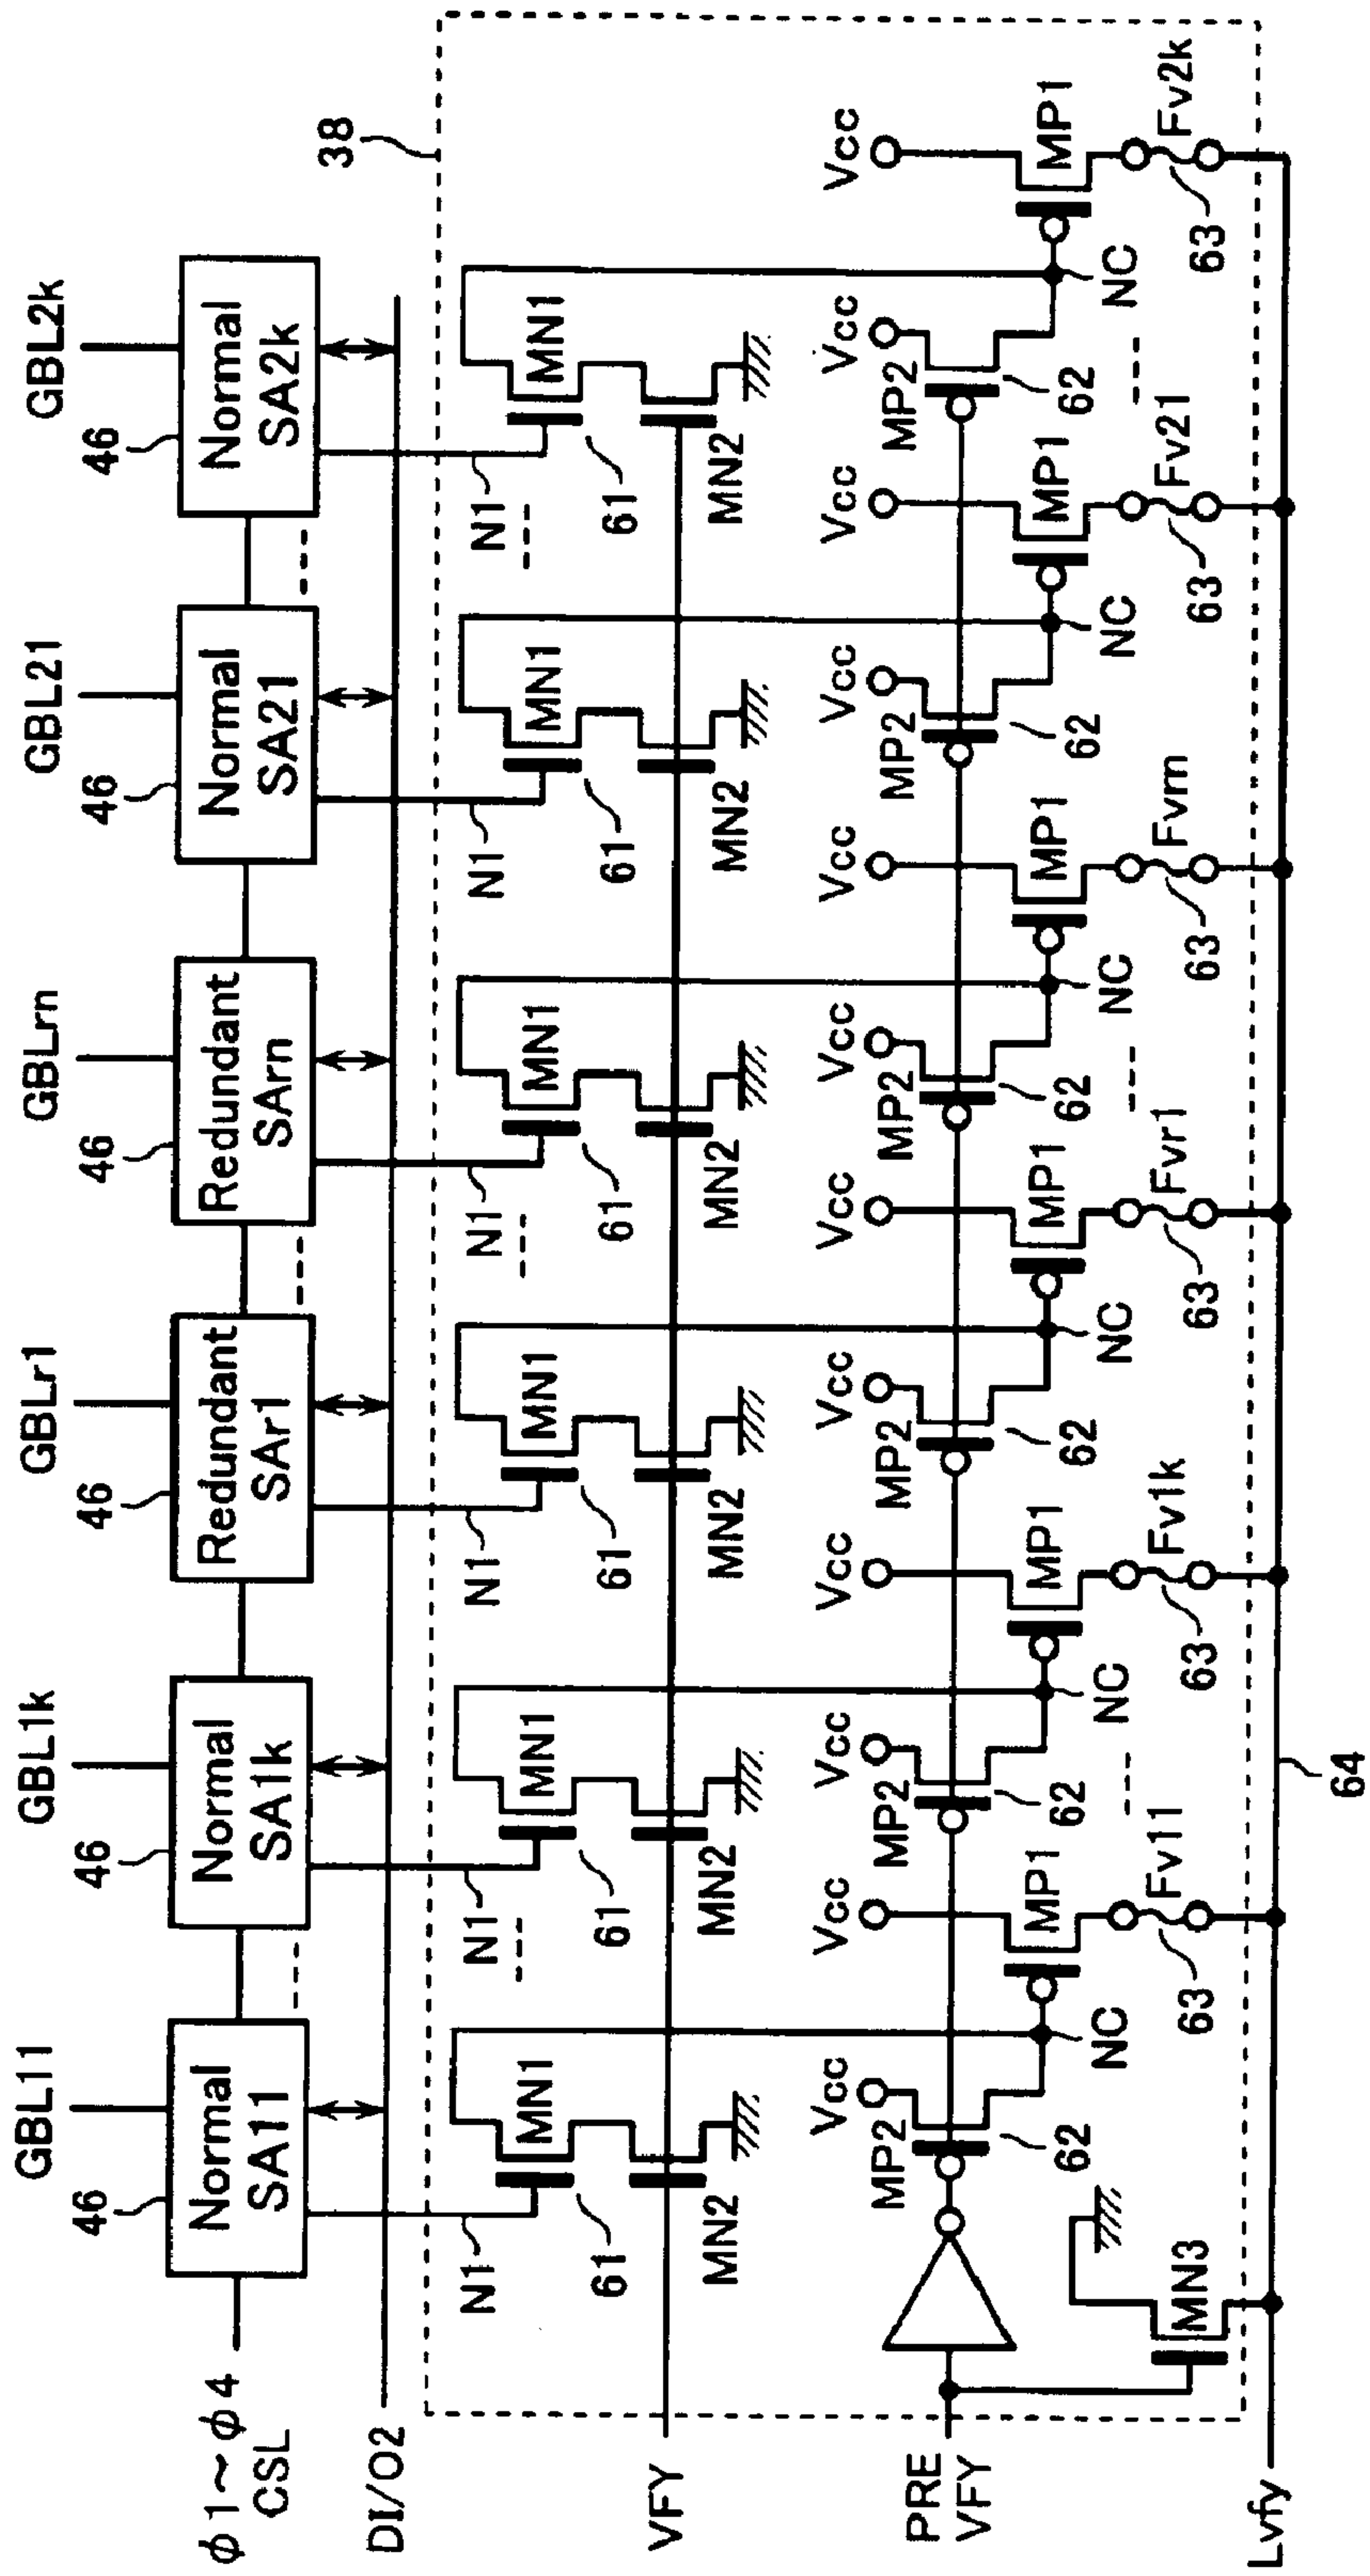 GBL11
GBL1k
GBLr1
GBLrn
GBL21
GBL2k
46
46
46
46
46
46
38
Normal
SA11
Normal
SA1k
Redundant
SAr1
Redundant
SArn
Normal
SA21
Normal
SA2k
φ1~φ4
CSL
DI/O2
N1
N1
N1
N1
N1
N1
MN1
MN1
MN1
MN1
MN1
MN1
61
61
61
61
61
61
VFY
MN2
MN2
MN2
MN2
MN2
MN2
Vcc
Vcc
Vcc
Vcc
Vcc
Vcc
Vcc
Vcc
Vcc
Vcc
Vcc
Vcc
MP2
MP2
MP2
MP2
MP2
MP2
PRE
VFY
62
62
62
62
62
62
MP1
MP1
MP1
MP1
MP1
MP1
NC
NC
NC
NC
NC
NC
MN3
63
Fv11
63
Fv1k
63
Fvr1
63
Fvrn
63
Fv21
63
Fv2k
Lvfy
64